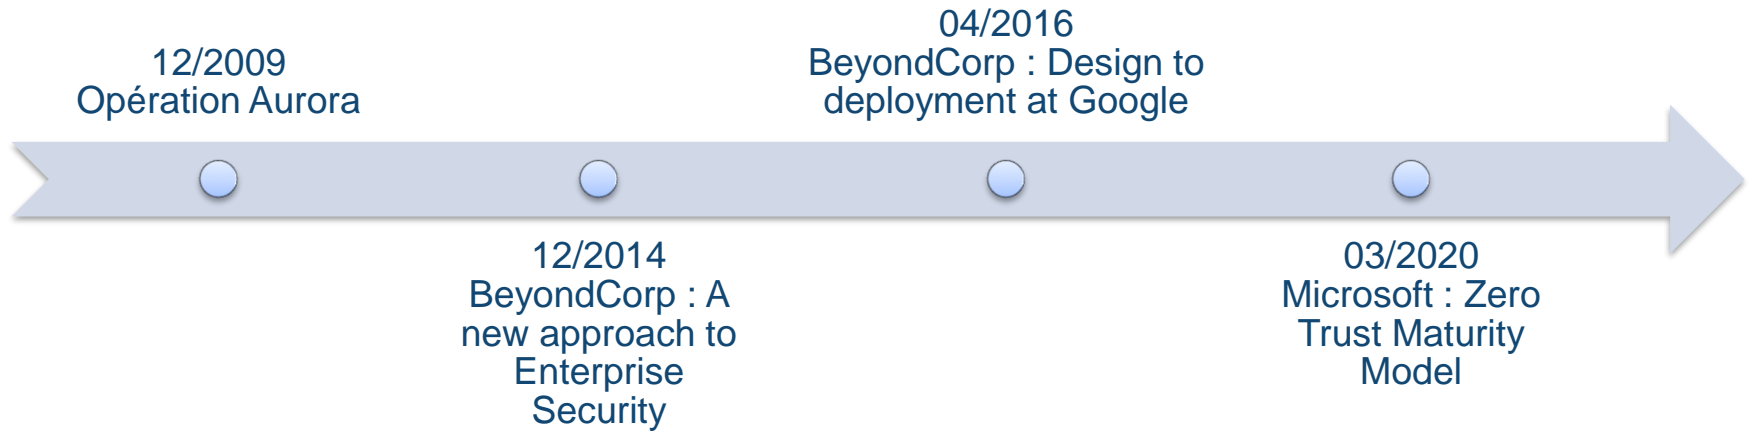 12/2009
Opération Aurora
12/2014
BeyondCorp : A
new approach to
Enterprise
Security
04/2016
BeyondCorp : Design to
deployment at Google
03/2020
Microsoft : Zero
Trust Maturity
Model